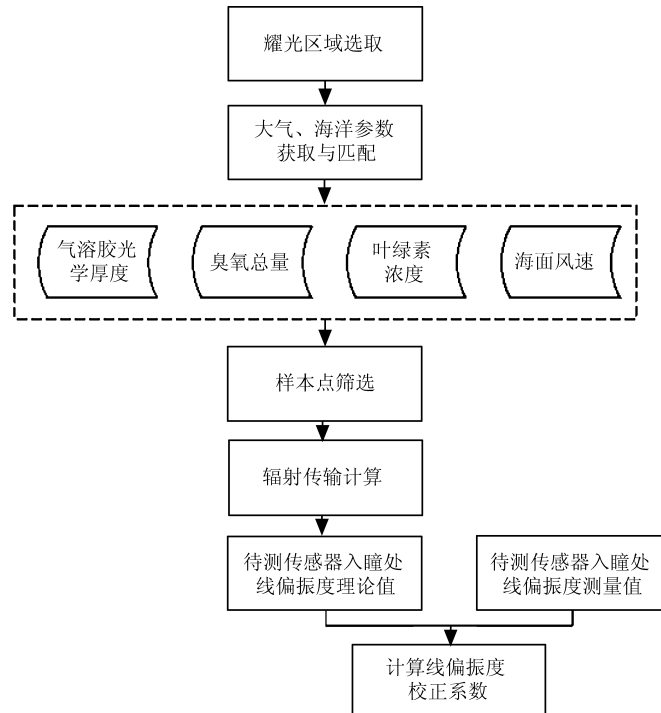 耀光区域选取
大气、海洋参数
获取与匹配
气溶胶光
学厚度
臭氧总量
叶绿素
浓度
海面风速
样本点筛选
辐射传输计算
待测传感器入瞳处
线偏振度理论值
待测传感器入瞳处
线偏振度测量值
计算线偏振度
校正系数